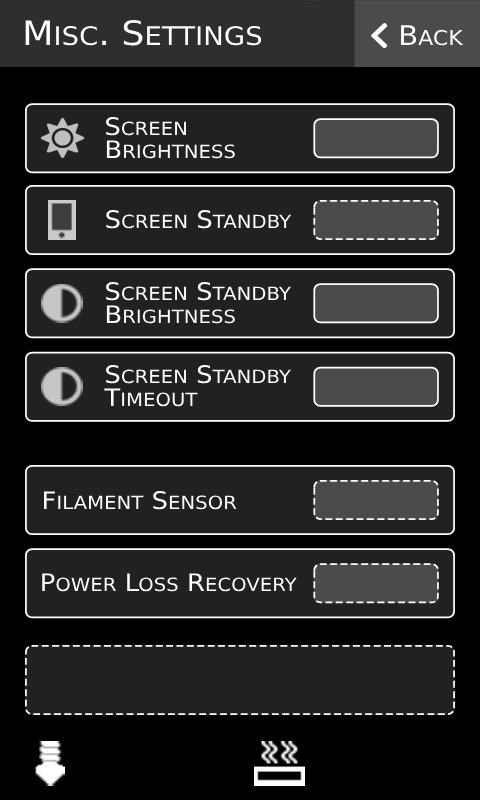 Misc. Settings
Back
Screen
Brightness
Screen Standby
Screen Standby
Brightness
Screen Standby
Timeout
Filament Sensor
Power Loss Recovery